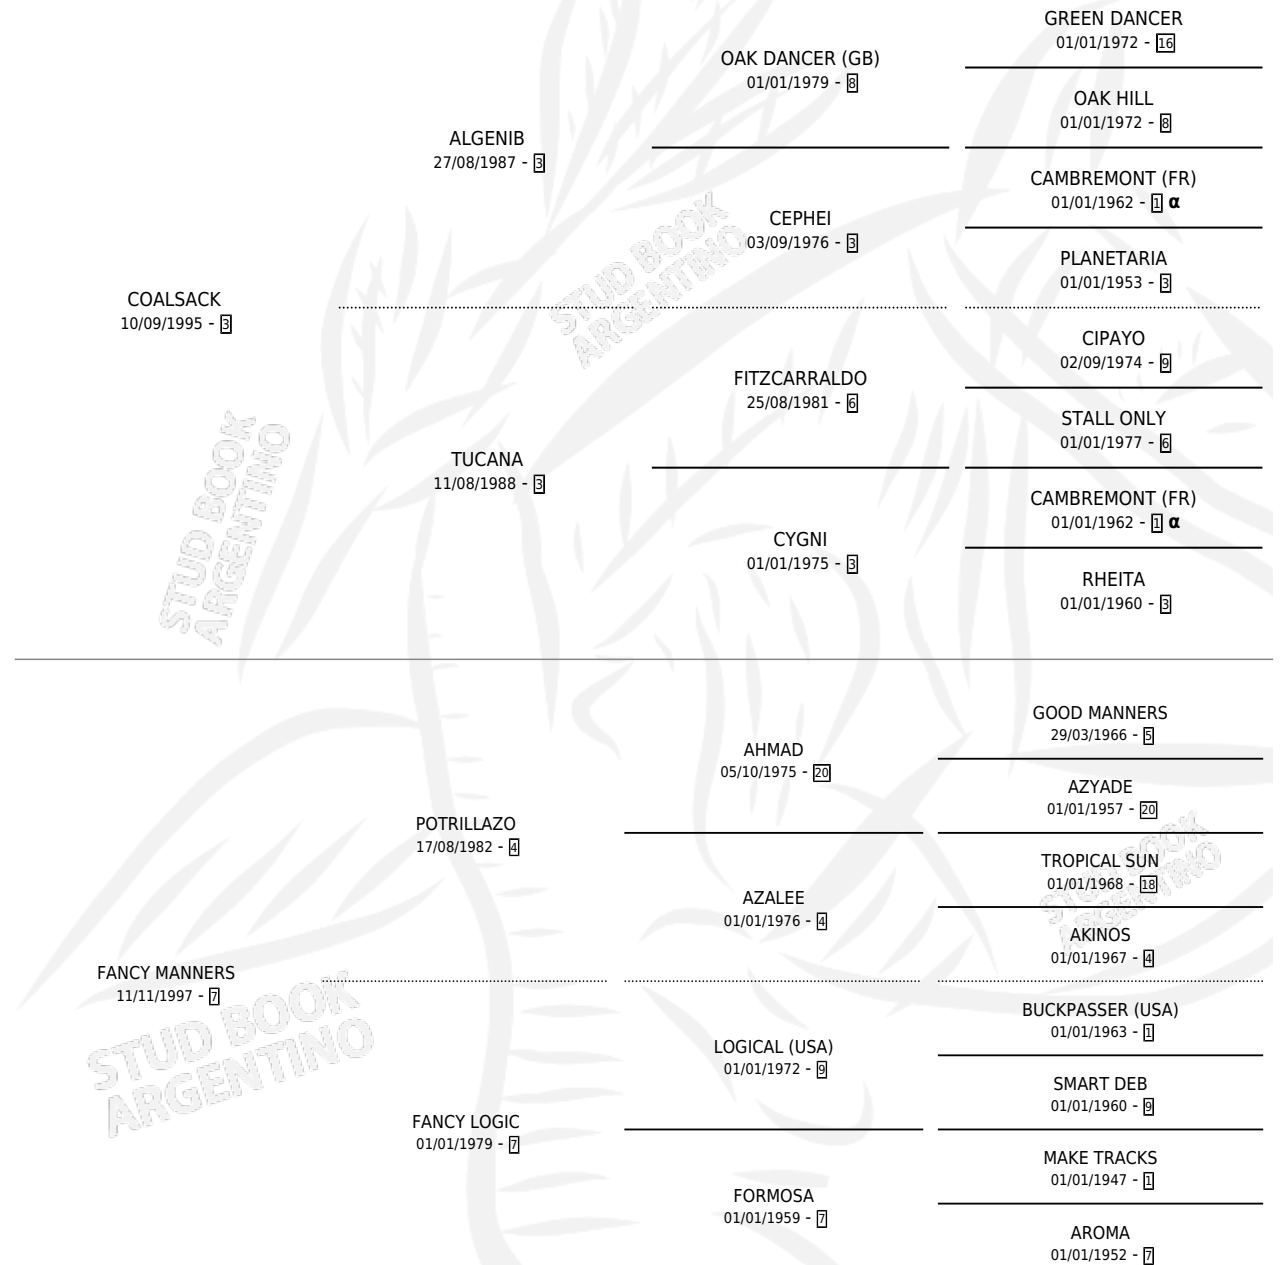 GREEN DANCER
01/01/1972 - 16
OAK DANCER (GB)
01/01/1979 - 8
OAK HILL
01/01/1972 - 8
ALGENIB
27/08/1987 - 3
CAMBREMONT (FR)
01/01/1962 - 1 α
CEPHEI
03/09/1976 - 3
PLANETARIA
01/01/1953 - 3
COALSACK
10/09/1995 - 3
CIPAYO
02/09/1974 - 9
FITZCARRALDO
25/08/1981 - 6
STALL ONLY
01/01/1977 - 6
TUCANA
11/08/1988 - 3
CAMBREMONT (FR)
01/01/1962 - 1 α
CYGNI
01/01/1975 - 3
RHEITA
01/01/1960 - 3
GOOD MANNERS
29/03/1966 - 5
AHMAD
05/10/1975 - 20
AZYADE
01/01/1957 - 20
POTRILLAZO
17/08/1982 - 4
TROPICAL SUN
01/01/1968 - 18
AZALEE
01/01/1976 - 4
AKINOS
01/01/1967 - 4
FANCY MANNERS
11/11/1997 - 7
BUCKPASSER (USA)
01/01/1963 - 1
LOGICAL (USA)
01/01/1972 - 9
SMART DEB
01/01/1960 - 9
FANCY LOGIC
01/01/1979 - 7
MAKE TRACKS
01/01/1947 - 1
FORMOSA
01/01/1959 - 7
AROMA
01/01/1952 - 7
STUD BOOK
ARGENTINO
STUD BOOK
ARGENTINO
STUD BOOK
ARGENTINO
STUD BOOK
ARGENTINO